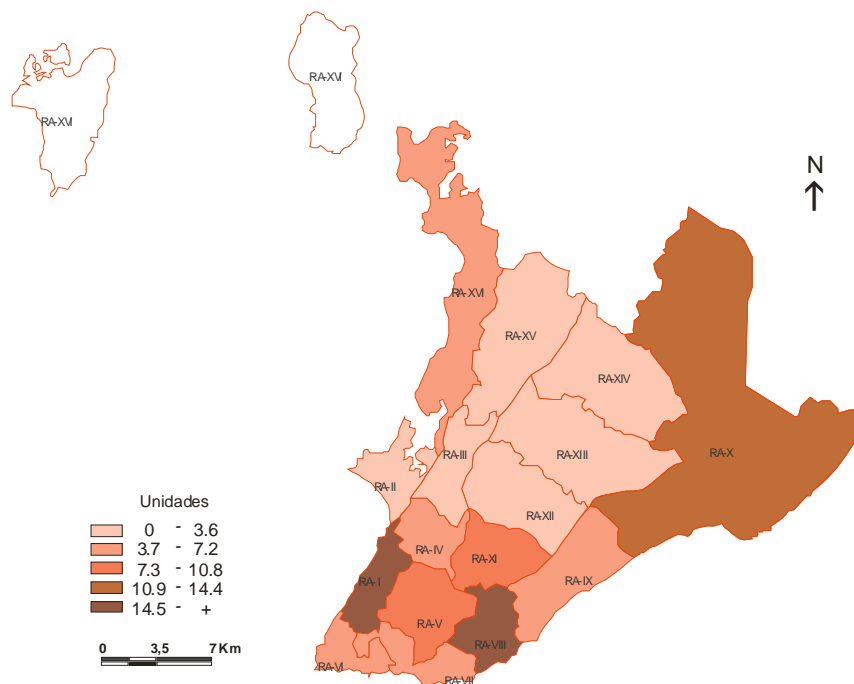 RA-XVI
RA-XVI
N
RA-XVI
RA-XV
RA-XIV
RA-III
RA-XIII
RA-X
RA-II
RA-XII
RA-IV
RA-XI
RA-I
RA-IX
RA-V
RA-VIII
RA-VI
RA-VII
Unidades
0 - 3.6
3.7 - 7.2
7.3 - 10.8
10.9 - 14.4
14.5 - +
0 3,5 7 Km